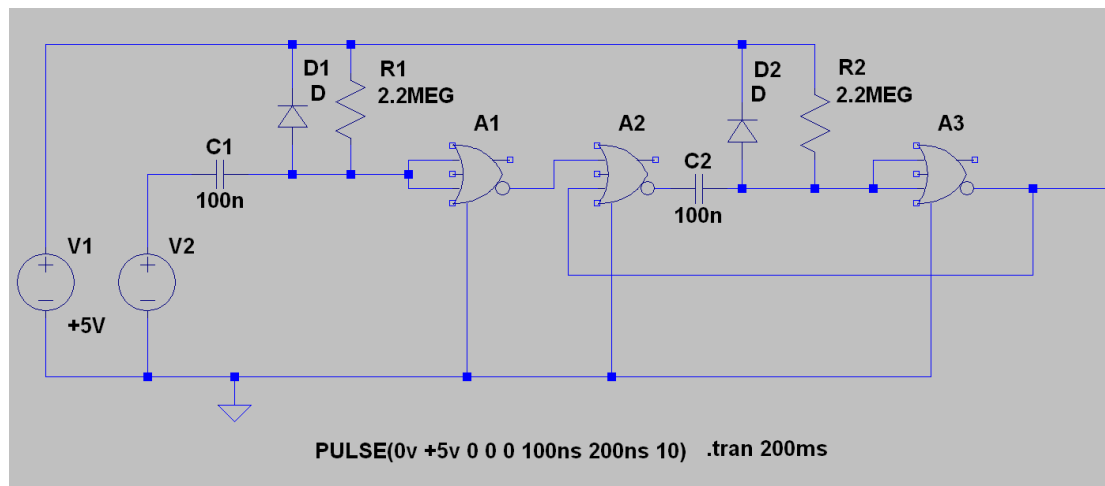 D1
D
R1
2.2MEG
D2
D
R2
2.2MEG
A1
A2
A3
C1
100n
C2
100n
V1
V2
+5V
PULSE(0v +5v 0 0 0 100ns 200ns 10) .tran 200ms